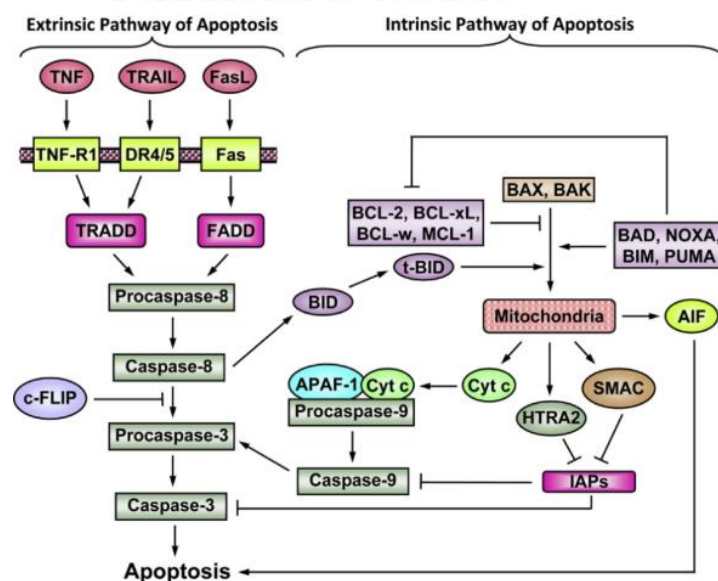 Extrinsic Pathway of Apoptosis
Intrinsic Pathway of Apoptosis
TNF
TRAIL
FasL
TNF-R1
DR4/5
Fas
TRADD
FADD
Procaspase-8
Caspase-8
c-FLIP
Procaspase-3
Caspase-3
Apoptosis
BCL-2, BCL-xL,
BCL-w, MCL-1
BAX, BAK
BAD, NOXA,
BIM, PUMA
BID
t-BID
Mitochondria
AIF
APAF-1
Cyt c
Procaspase-9
Cyt c
HTRA2
SMAC
Caspase-9
IAPs